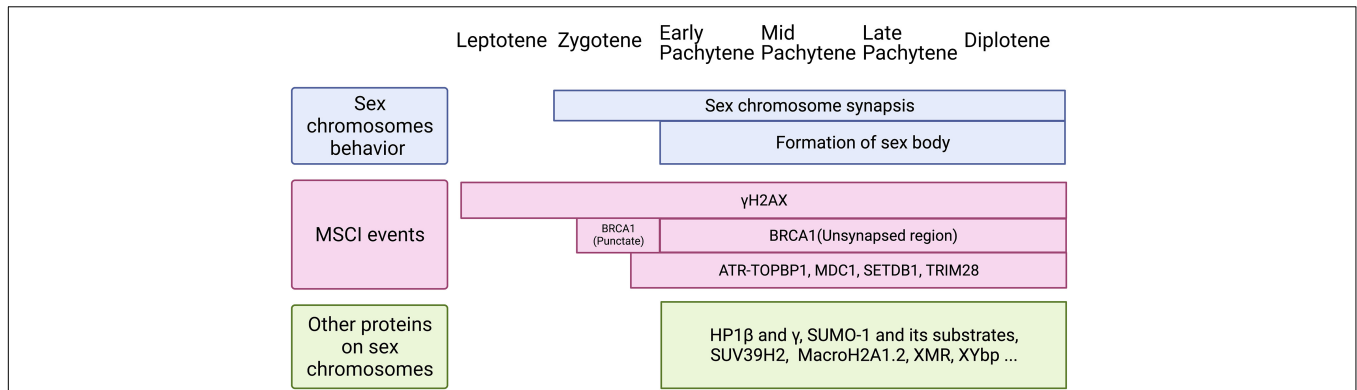 Leptotene Zygotene Early Pachytene Mid Pachytene Late Pachytene Diplotene
Sex
chromosomes
behavior
Sex chromosome synapsis
Formation of sex body
MSCI events
γH2AX
BRCA1
(Punctate)
BRCA1(Unsynapsed region)
ATR-TOPBP1, MDC1, SETDB1, TRIM28
Other proteins
on sex
chromosomes
HP1β and γ, SUMO-1 and its substrates,
SUV39H2, MacroH2A1.2, XMR, XYbp ...